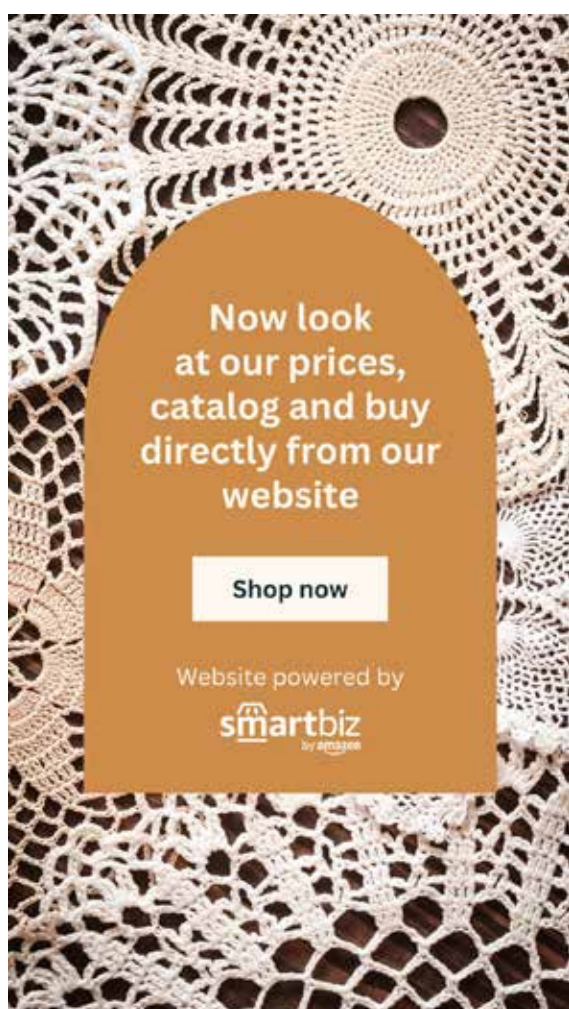 Now look
at our prices,
catalog and buy
directly from our
website
Shop now
Website powered by
smartbiz
by amazon